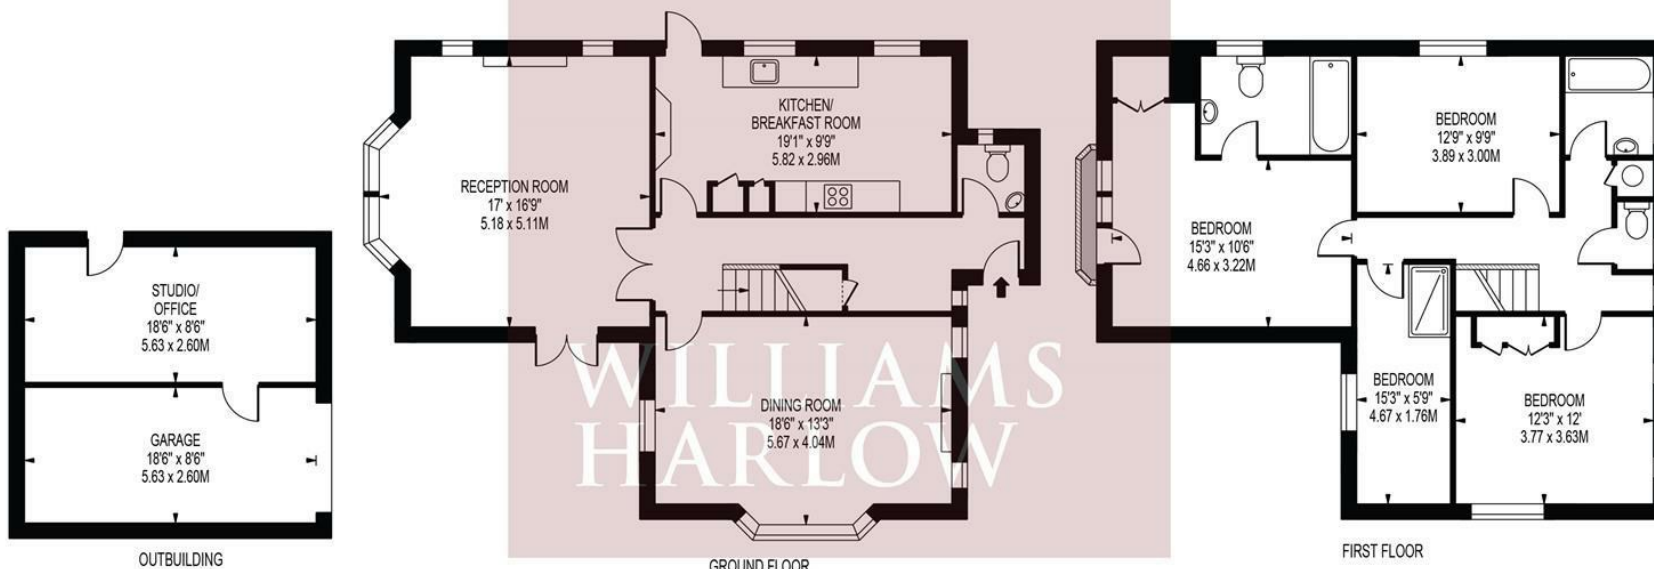 STUDIO/
OFFICE
18'6" x 8'6"
5.63 x 2.60M
GARAGE
18'6" x 8'6"
5.63 x 2.60M
OUTBUILDING
RECEPTION ROOM
17' x 16'9"
5.18 x 5.11M
KITCHEN/
BREAKFAST ROOM
19'1" x 9'9"
5.82 x 2.96M
DINING ROOM
18'6" x 13'3"
5.67 x 4.04M
WILLIAMS
HARLOW
GROUND FLOOR
BEDROOM
15'3" x 10'6"
4.66 x 3.22M
BEDROOM
12'9" x 9'9"
3.89 x 3.00M
BEDROOM
15'3" x 5'9"
4.67 x 1.76M
BEDROOM
12'3" x 12'
3.77 x 3.63M
FIRST FLOOR